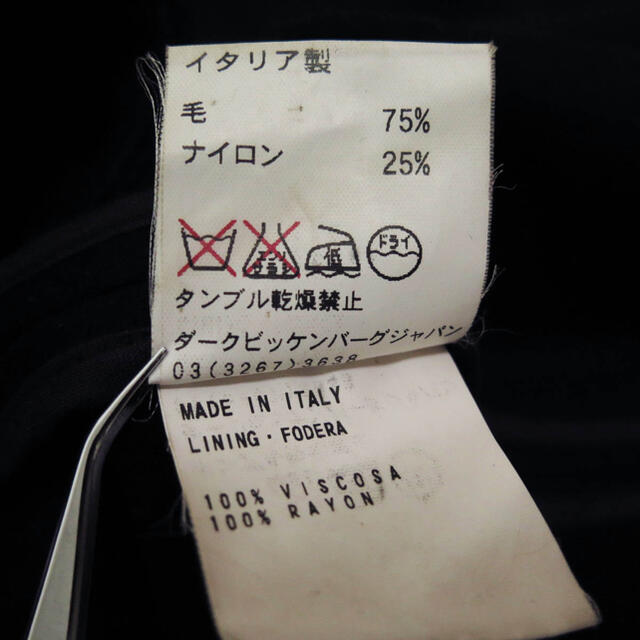 イタリア製
毛 75%
ナイロン 25%
低 ドライ
タンブル乾燥禁止
ダークビッケンバーグジャパン
03(3267)3638
MADE IN ITALY
LINING・FODERA
100% VISCOSA
100% RAYON